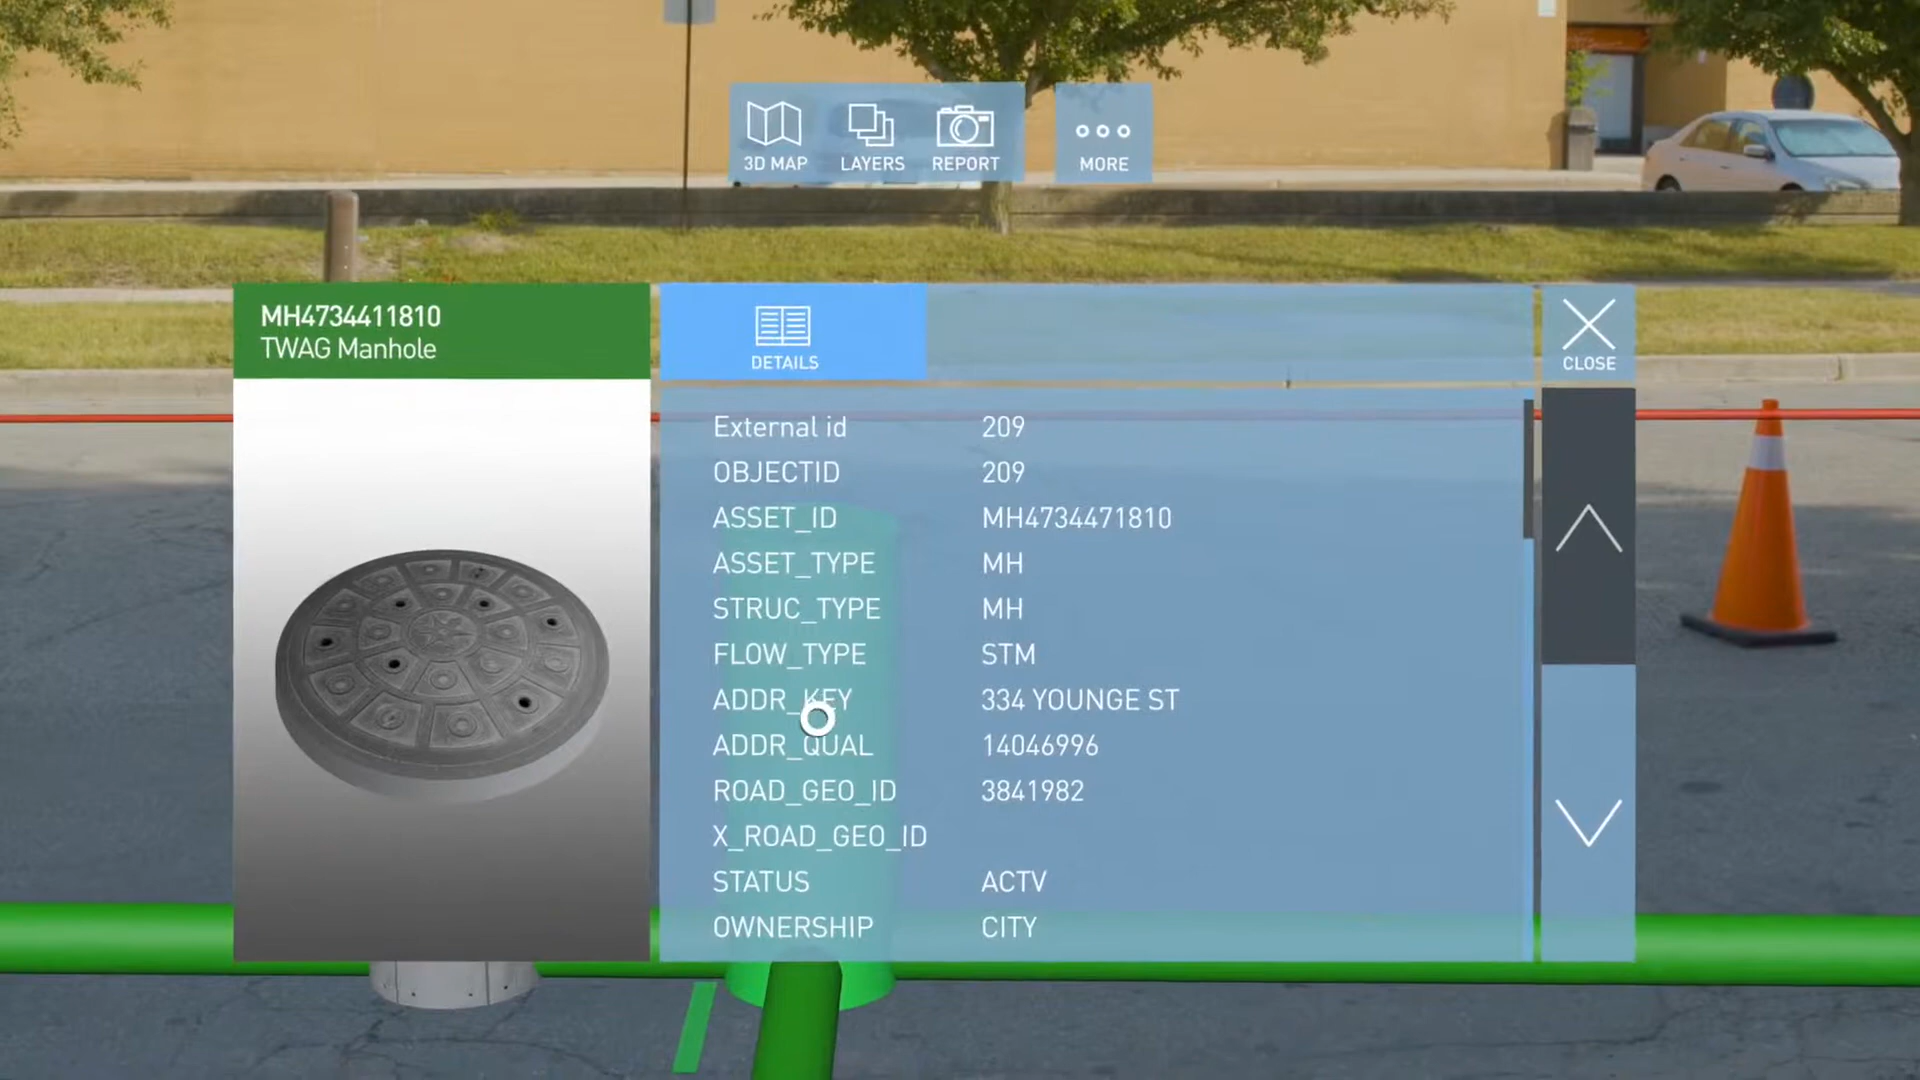 3D MAP LAYERS REPORT MORE
MH4734411810
TWAG Manhole
DETAILS
CLOSE
External id 209
OBJECTID 209
ASSET_ID MH4734471810
ASSET_TYPE MH
STRUC_TYPE MH
FLOW_TYPE STM
ADDR_KEY 334 YOUNGE ST
ADDR_QUAL 14046996
ROAD_GEO_ID 3841982
X_ROAD_GEO_ID
STATUS ACTV
OWNERSHIP CITY